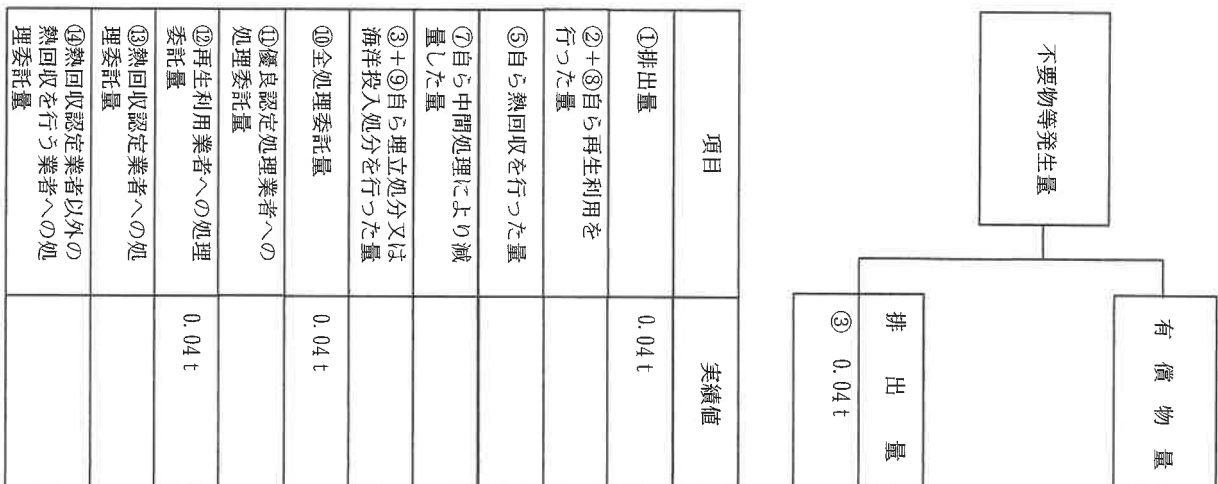 不要物等発生量
有償物量
排出量
③ 0.04t
項目
実績値
①排出量
0.04t
②+⑧自ら再生利用を
行った量
⑤自ら熱回収を行った量
⑦自ら中間処理により減
量した量
③+⑨自ら埋立処分又は
海洋投入処分を行った量
⑩全処理委託量
0.04t
⑪優良認定処理業者への
処理委託量
⑫再生利用業者への処理
委託量
0.04t
⑬熱回収認定業者への処
理委託量
⑭熱回収認定業者以外の
熱回収を行う業者への処
理委託量